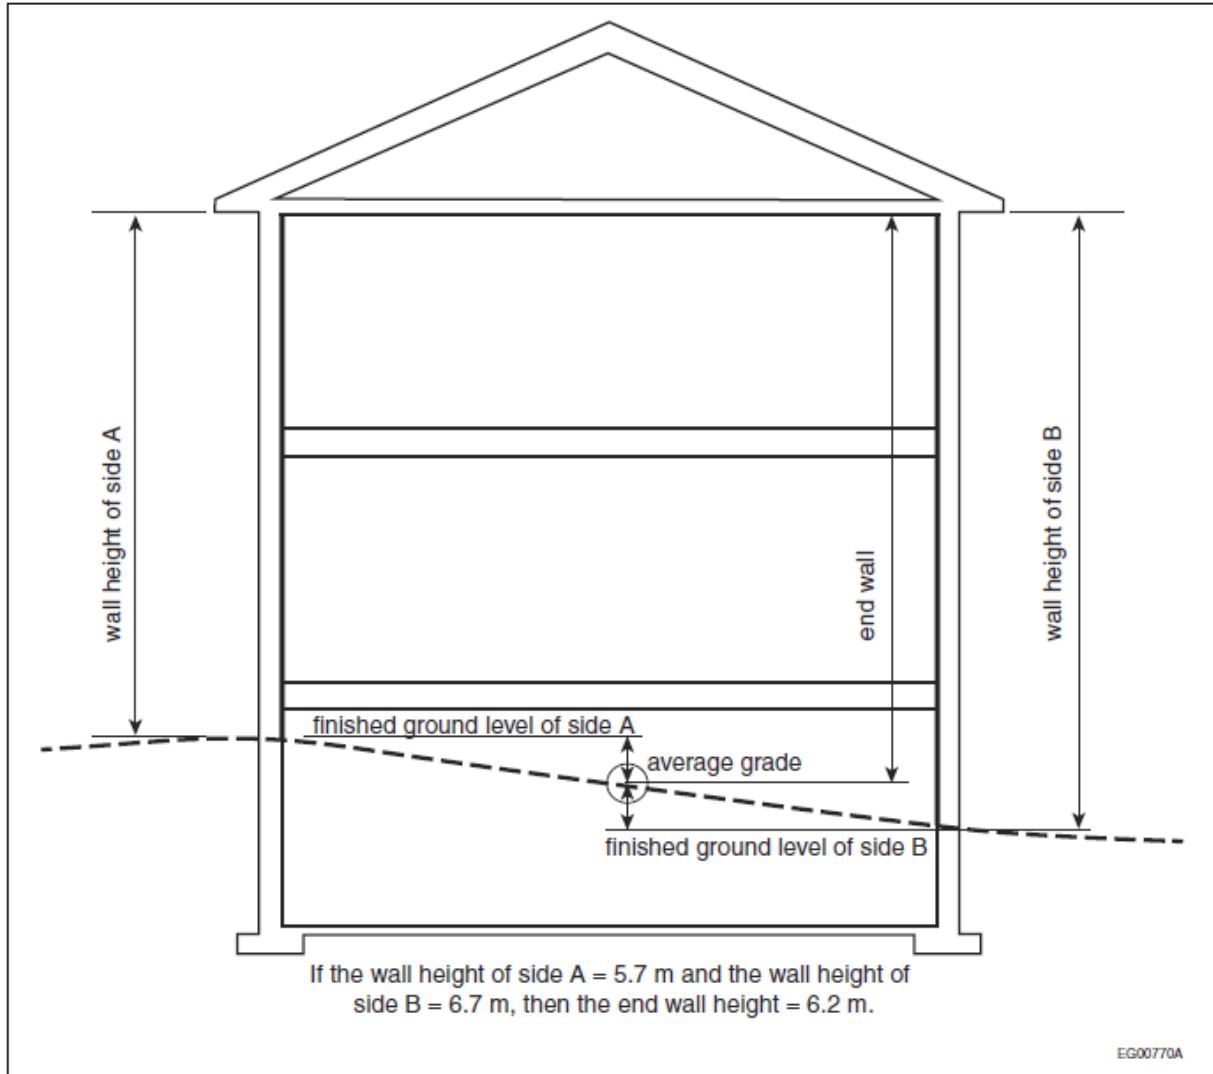 wall height of side A
end wall
wall height of side B
finished ground level of side A
average grade
finished ground level of side B
If the wall height of side A = 5.7 m and the wall height of
side B = 6.7 m, then the end wall height = 6.2 m.
EG00770A